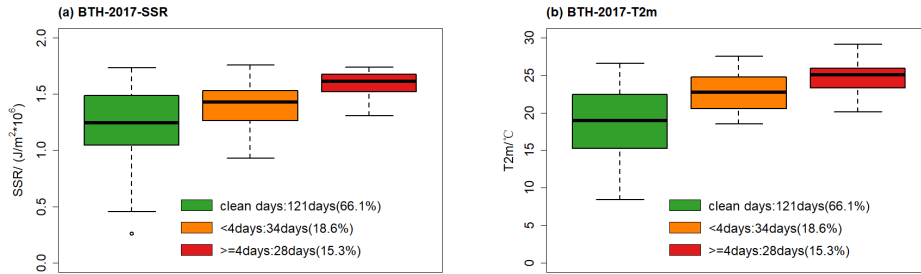 (a) BTH-2017-SSR
SSR/ (J/m²*10⁶)
2.0
1.5
1.0
0.5
0.0
clean days:121days(66.1%)
<4days:34days(18.6%)
>=4days:28days(15.3%)
(b) BTH-2017-T2m
T2m/℃
30
25
20
15
10
5
0
clean days:121days(66.1%)
<4days:34days(18.6%)
>=4days:28days(15.3%)